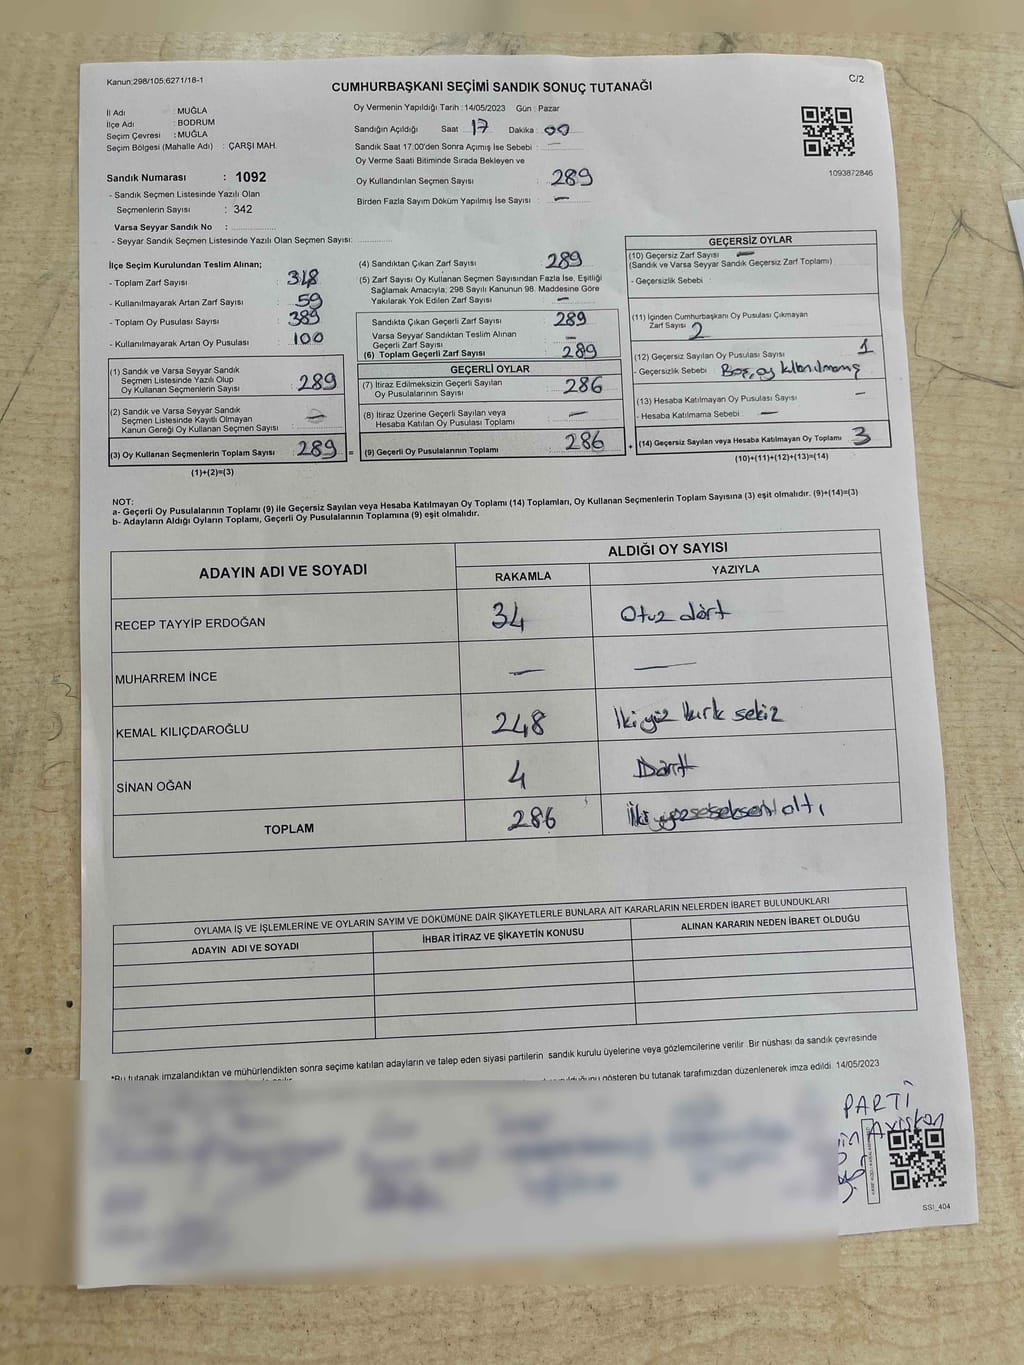 Kanun:298/105;6271/18-1
C/2
CUMHURBAŞKANI SEÇİMİ SANDIK SONUÇ TUTANAĞI
İl Adı : MUĞLA
İlçe Adı : BODRUM
Seçim Çevresi : MUĞLA
Seçim Bölgesi (Mahalle Adı) : ÇARŞI MAH.
Oy Vermenin Yapıldığı Tarih : 14/05/2023 Gün : Pazar
Sandığın Açıldığı Saat 17 Dakika : 00
Sandık Saat 17:00'den Sonra Açımış İse Sebebi : —
Oy Verme Saati Bitiminde Sırada Bekleyen ve
Oy Kullandırılan Seçmen Sayısı : 289
Birden Fazla Sayım Döküm Yapılmış İse Sayısı : —
1093872846
Sandık Numarası : 1092
- Sandık Seçmen Listesinde Yazılı Olan
Seçmenlerin Sayısı : 342
Varsa Seyyar Sandık No :
- Seyyar Sandık Seçmen Listesinde Yazılı Olan Seçmen Sayısı:
İlçe Seçim Kurulundan Teslim Alınan;
- Toplam Zarf Sayısı : 348
- Kullanılmayarak Artan Zarf Sayısı : 59
- Toplam Oy Pusulası Sayısı : 389
- Kullanılmayarak Artan Oy Pusulası : 100
(1) Sandık ve Varsa Seyyar Sandık
Seçmen Listesinde Yazılı Olup
Oy Kullanan Seçmenlerin Sayısı : 289
(2) Sandık ve Varsa Seyyar Sandık
Seçmen Listesinde Kayıtlı Olmayan
Kanun Gereği Oy Kullanan Seçmen Sayısı : —
(3) Oy Kullanan Seçmenlerin Toplam Sayısı : 289 =
(1)+(2)=(3)
(4) Sandıktan Çıkan Zarf Sayısı : 289
(5) Zarf Sayısı Oy Kullanan Seçmen Sayısından Fazla İse, Eşitliği
Sağlamak Amacıyla; 298 Sayılı Kanunun 98. Maddesine Göre
Yakılarak Yok Edilen Zarf Sayısı : —
Sandıkta Çıkan Geçerli Zarf Sayısı : 289
Varsa Seyyar Sandıktan Teslim Alınan
Geçerli Zarf Sayısı : —
(6) Toplam Geçerli Zarf Sayısı : 289
GEÇERLİ OYLAR
(7) İtiraz Edilmeksizin Geçerli Sayılan
Oy Pusulalarının Sayısı : 286
(8) İtiraz Üzerine Geçerli Sayılan veya
Hesaba Katılan Oy Pusulası Toplamı : —
(9) Geçerli Oy Pusulalarının Toplamı : 286 +
GEÇERSİZ OYLAR
(10) Geçersiz Zarf Sayısı : —
(Sandık ve Varsa Seyyar Sandık Geçersiz Zarf Toplamı)
- Geçersizlik Sebebi :
(11) İçinden Cumhurbaşkanı Oy Pusulası Çıkmayan
Zarf Sayısı : 2
(12) Geçersiz Sayılan Oy Pusulası Sayısı : 1
- Geçersizlik Sebebi : Boş, oy kullanılmamış
(13) Hesaba Katılmayan Oy Pusulası Sayısı : —
- Hesaba Katılmama Sebebi : —
(14) Geçersiz Sayılan veya Hesaba Katılmayan Oy Toplamı : 3
(10)+(11)+(12)+(13)=(14)
NOT:
a- Geçerli Oy Pusulalarının Toplamı (9) ile Geçersiz Sayılan veya Hesaba Katılmayan Oy Toplamı (14) Toplamları, Oy Kullanan Seçmenlerin Toplam Sayısına (3) eşit olmalıdır. (9)+(14)=(3)
b- Adayların Aldığı Oyların Toplamı, Geçerli Oy Pusulalarının Toplamına (9) eşit olmalıdır.
ADAYIN ADI VE SOYADI
ALDIĞI OY SAYISI
RAKAMLA YAZIYLA
RECEP TAYYİP ERDOĞAN 34 Otuz dört
MUHARREM İNCE — —
KEMAL KILIÇDAROĞLU 248 İkiyüz kırk sekiz
SİNAN OĞAN 4 Dört
TOPLAM 286 altı
OYLAMA İŞ VE İŞLEMLERİNE VE OYLARIN SAYIM VE DÖKÜMÜNE DAİR ŞİKAYETLERLE BUNLARA AİT KARARLARIN NELERDEN İBARET BULUNDUKLARI
ADAYIN ADI VE SOYADI İHBAR İTİRAZ VE ŞİKAYETİN KONUSU ALINAN KARARIN NEDEN İBARET OLDUĞU
*Bu tutanak imzalandıktan ve mühürlendikten sonra seçime katılan adayların ve talep eden siyasi partilerin sandık kurulu üyelerine veya gözlemcilerine verilir. Bir nüshası da sandık çevresinde
gösteren bu tutanak tarafımızdan düzenlenerek imza edildi. 14/05/2023
PARTİ
SSI_404